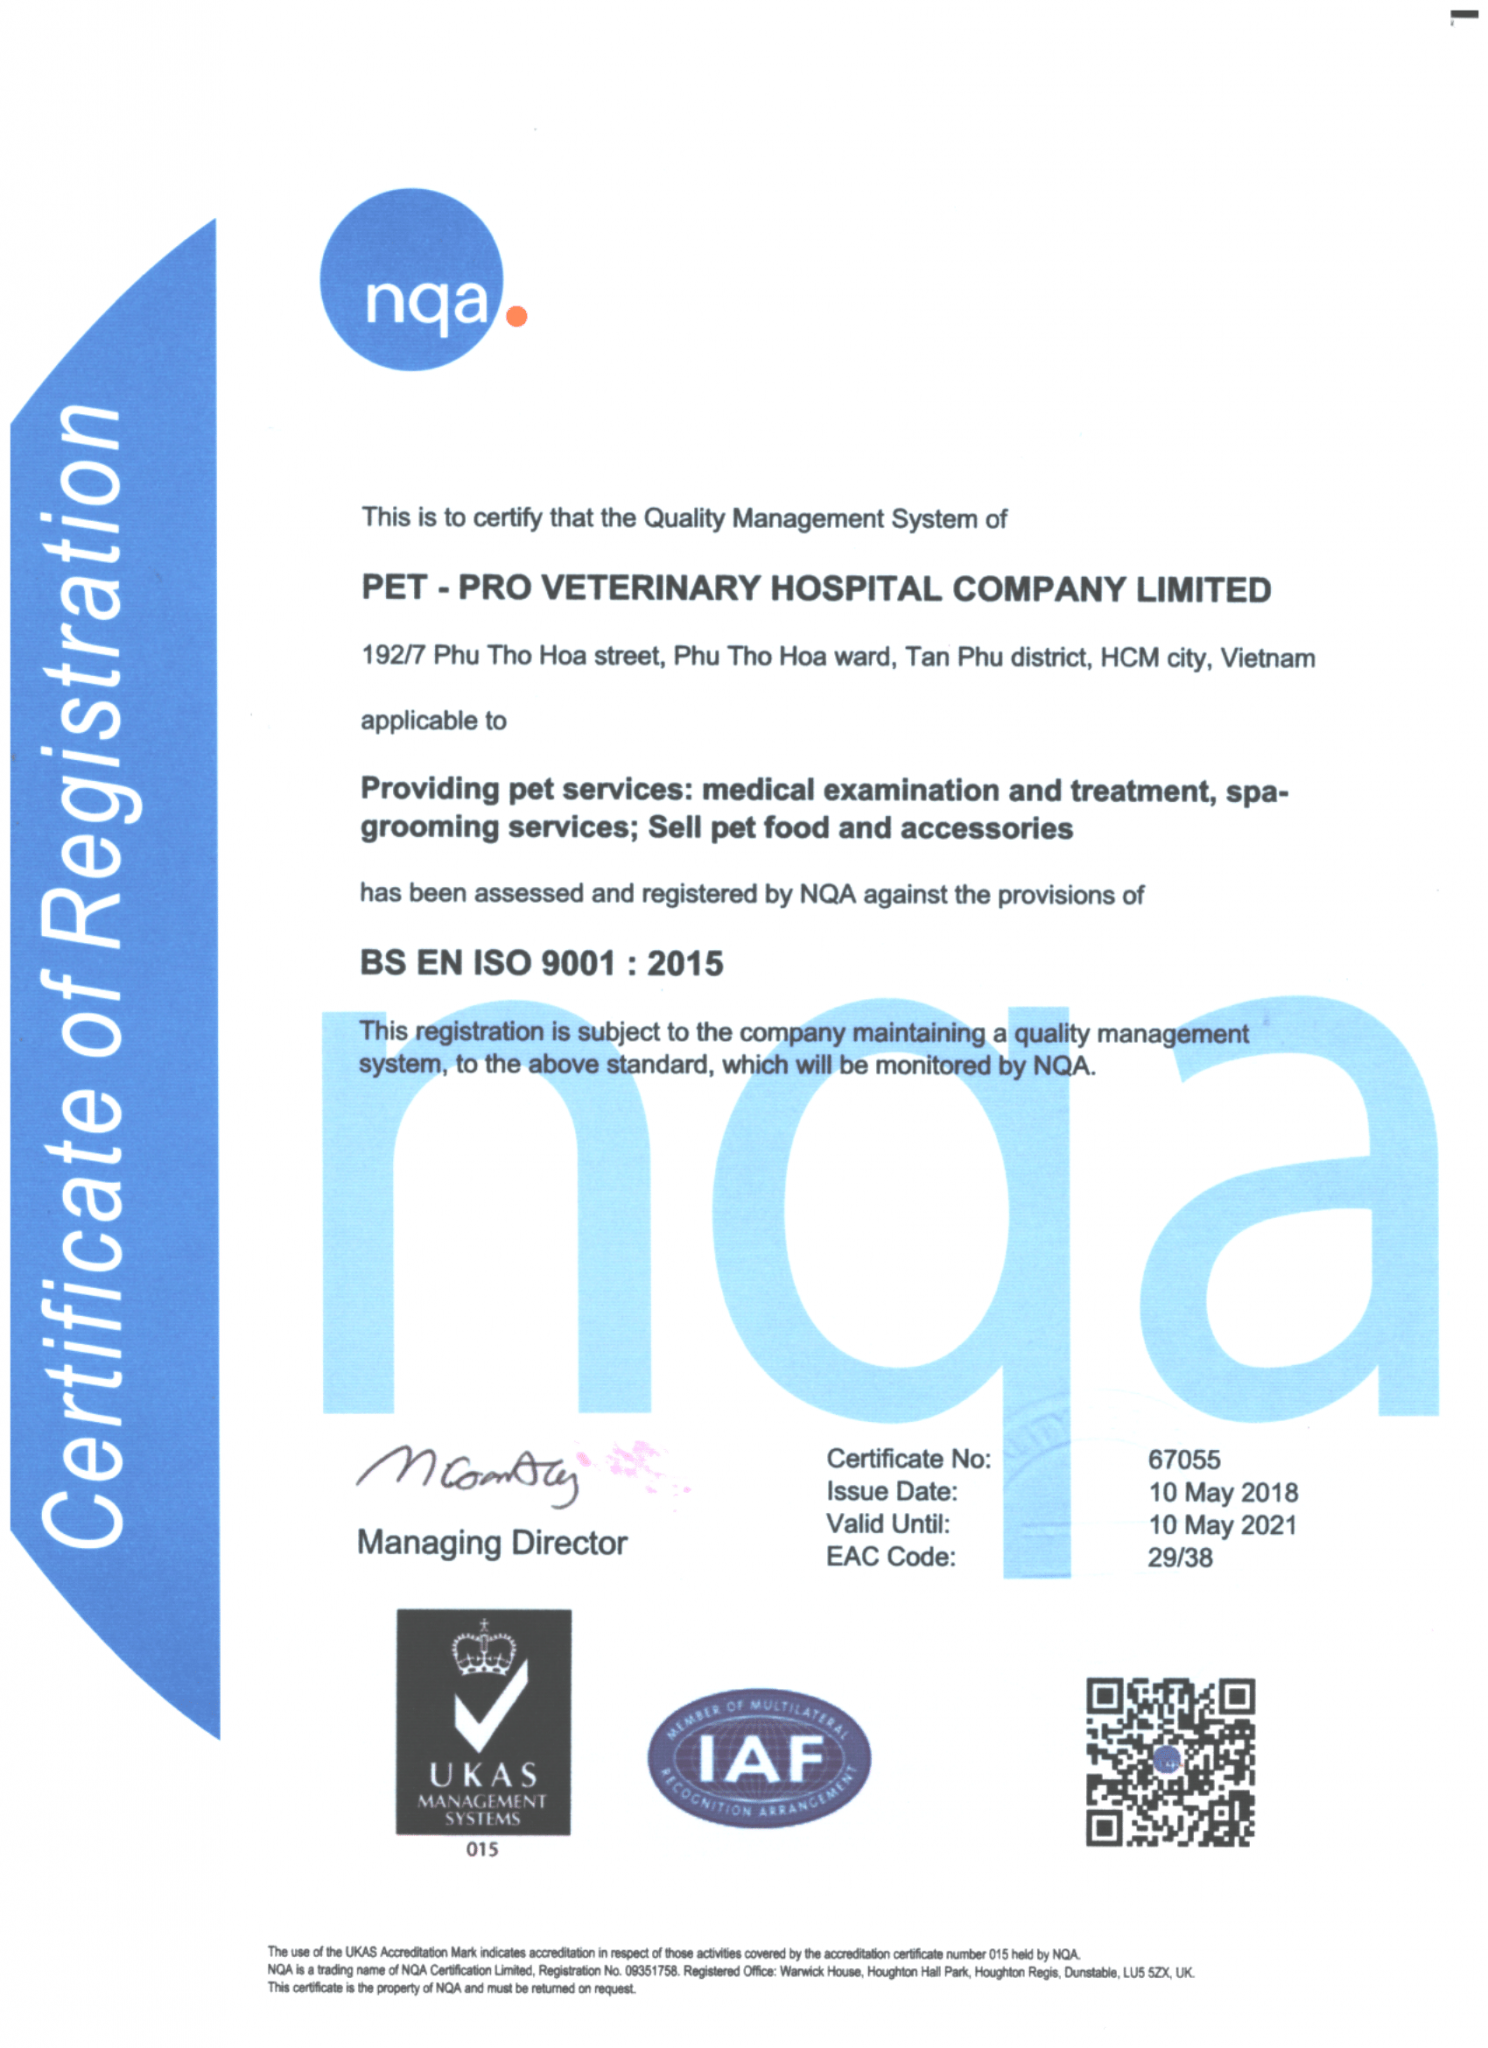 nqa.
Certificate of Registration
This is to certify that the Quality Management System of
PET - PRO VETERINARY HOSPITAL COMPANY LIMITED
192/7 Phu Tho Hoa street, Phu Tho Hoa ward, Tan Phu district, HCM city, Vietnam
applicable to
Providing pet services: medical examination and treatment, spa-
grooming services; Sell pet food and accessories
has been assessed and registered by NQA against the provisions of
BS EN ISO 9001 : 2015
This registration is subject to the company maintaining a quality management
system, to the above standard, which will be monitored by NQA.
nqa
Managing Director
Certificate No: 67055
Issue Date: 10 May 2018
Valid Until: 10 May 2021
EAC Code: 29/38
UKAS
MANAGEMENT
SYSTEMS
015
MEMBER OF MULTILATERAL
IAF
RECOGNITION ARRANGEMENT
The use of the UKAS Accreditation Mark indicates accreditation in respect of those activities covered by the accreditation certificate number 015 held by NQA.
NQA is a trading name of NQA Certification Limited, Registration No. 09351758. Registered Office: Warwick House, Houghton Hall Park, Houghton Regis, Dunstable, LU5 5ZX, UK.
This certificate is the property of NQA and must be returned on request.